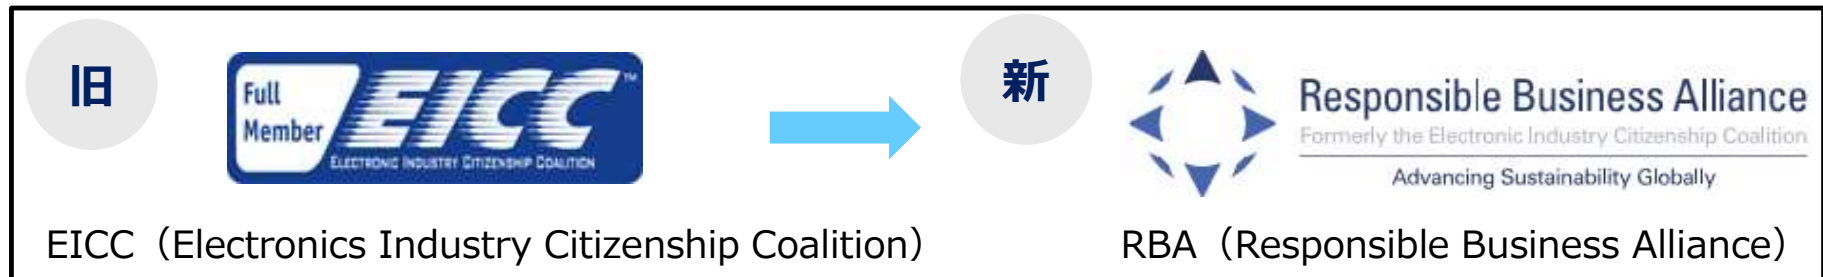 旧
Full
Member
EICC™
ELECTRONIC INDUSTRY CITIZENSHIP COALITION
新
Responsible Business Alliance
Formerly the Electronic Industry Citizenship Coalition
Advancing Sustainability Globally
EICC（Electronics Industry Citizenship Coalition）
RBA（Responsible Business Alliance）